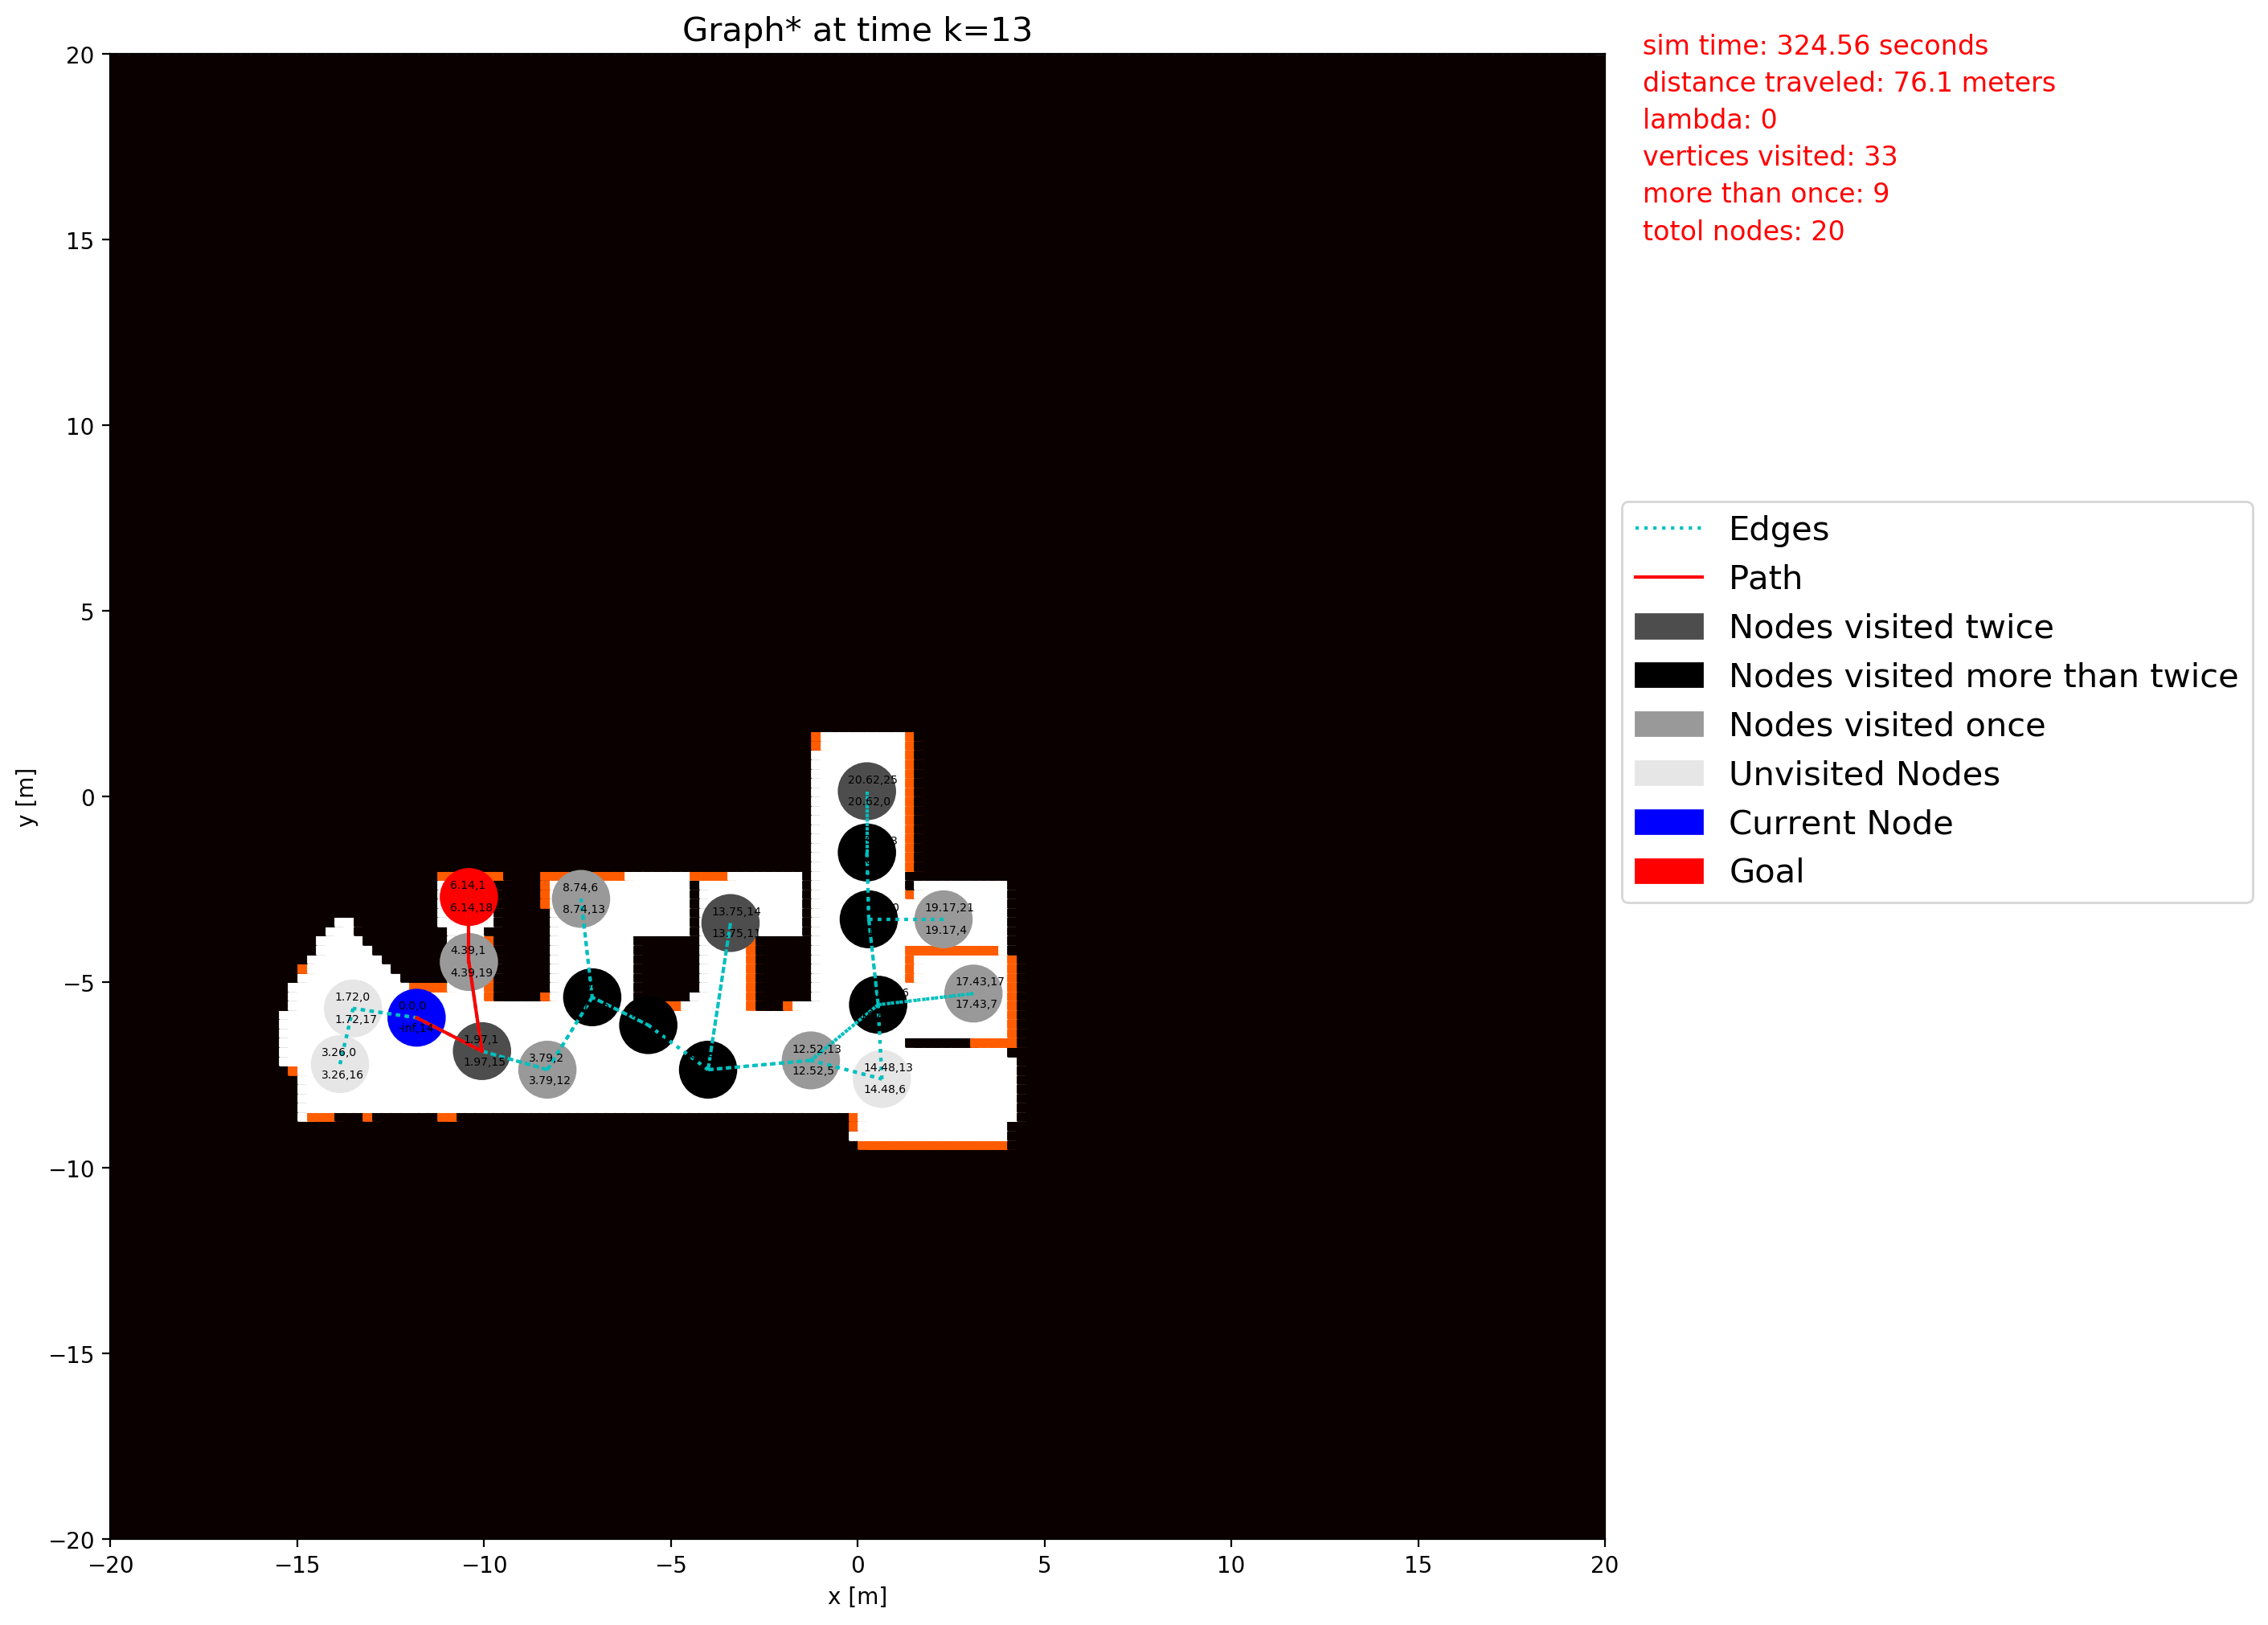 Graph* at time k=13
sim time: 324.56 seconds
distance traveled: 76.1 meters
lambda: 0
vertices visited: 33
more than once: 9
totol nodes: 20
Edges
Path
Nodes visited twice
Nodes visited more than twice
Nodes visited once
Unvisited Nodes
Current Node
Goal
20
15
10
5
0
−5
−10
−15
−20
y [m]
−20
−15
−10
−5
0
5
10
15
20
x [m]
20.62,25
20.62,0
6.14,1
6.14,18
8.74,6
8.74,13
13.75,14
13.75,11
19.17,21
19.17,4
4.39,1
4.39,19
17.43,17
17.43,7
1.72,0
1.72,17
0.0,0
3.26,0
3.26,16
1.97,1
1.97,15
3.79,2
3.79,12
12.52,13
12.52,5
14.48,13
14.48,6